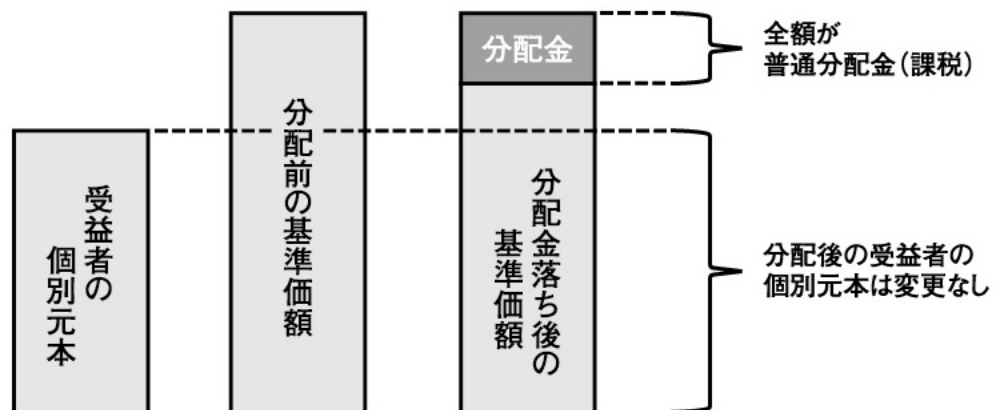 受益者の
個別元本
分配前の基準価額
分配金
分配金落ち後の
基準価額
全額が
普通分配金（課税）
分配後の受益者の
個別元本は変更なし